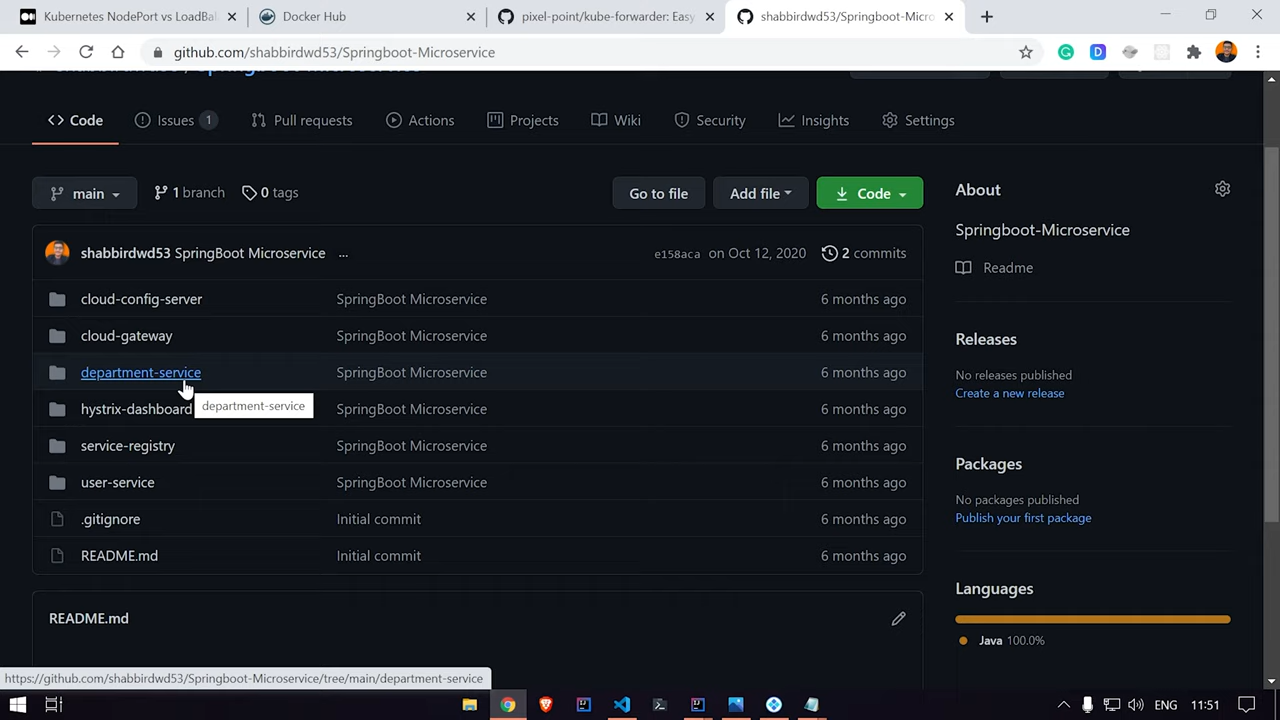 Kubernetes NodePort vs LoadBal
Docker Hub
pixel-point/kube-forwarder: Easy
shabbirdwd53/Springboot-Micro
github.com/shabbirdwd53/Springboot-Microservice
Code
Issues 1
Pull requests
Actions
Projects
Wiki
Security
Insights
Settings
main
1 branch
0 tags
Go to file
Add file
Code
shabbirdwd53 SpringBoot Microservice ...
e158aca on Oct 12, 2020
2 commits
cloud-config-server SpringBoot Microservice 6 months ago
cloud-gateway SpringBoot Microservice 6 months ago
department-service SpringBoot Microservice 6 months ago
department-service
hystrix-dashboard SpringBoot Microservice 6 months ago
service-registry SpringBoot Microservice 6 months ago
user-service SpringBoot Microservice 6 months ago
.gitignore Initial commit 6 months ago
README.md Initial commit 6 months ago
README.md
About
Springboot-Microservice
Readme
Releases
No releases published
Create a new release
Packages
No packages published
Publish your first package
Languages
Java 100.0%
https://github.com/shabbirdwd53/Springboot-Microservice/tree/main/department-service
ENG
11:51